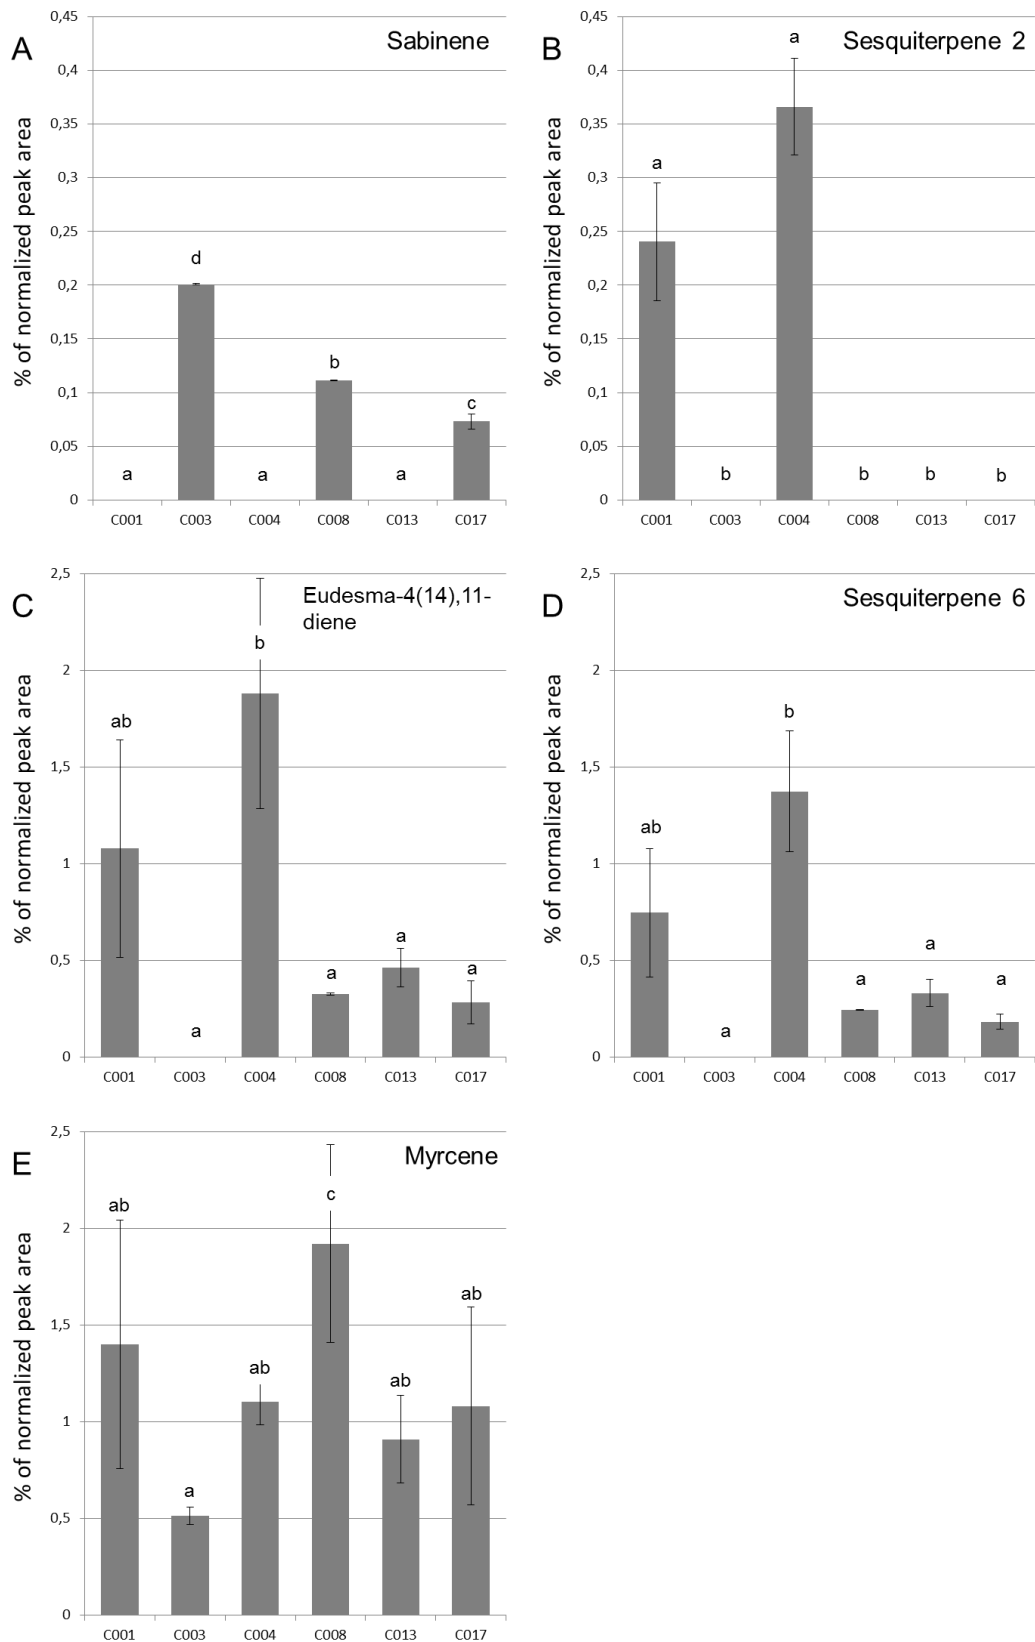 A
Sabinene
% of normalized peak area
0,45
0,4
0,35
0,3
0,25
0,2
0,15
0,1
0,05
0
a
d
a
b
a
c
C001 C003 C004 C008 C013 C017
B
Sesquiterpene 2
% of normalized peak area
0,45
0,4
0,35
0,3
0,25
0,2
0,15
0,1
0,05
0
a
b
a
b
b
b
C001 C003 C004 C008 C013 C017
C
Eudesma-4(14),11-
diene
% of normalized peak area
2,5
2
1,5
1
0,5
0
ab
a
b
a
a
a
C001 C003 C004 C008 C013 C017
D
Sesquiterpene 6
% of normalized peak area
2,5
2
1,5
1
0,5
0
ab
a
b
a
a
a
C001 C003 C004 C008 C013 C017
E
Myrcene
% of normalized peak area
2,5
2
1,5
1
0,5
0
ab
a
ab
c
ab
ab
C001 C003 C004 C008 C013 C017